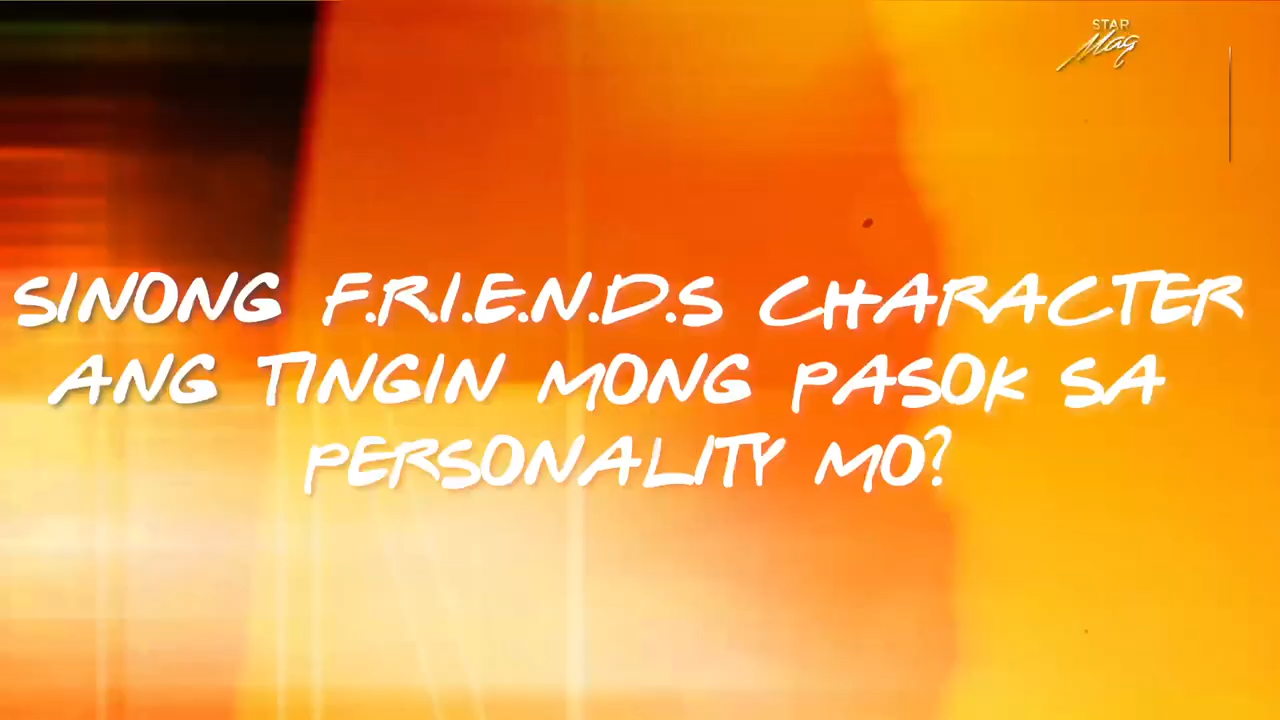 STAR
Mag
SINONG F.R.I.E.N.D.S CHARACTER
ANG TINGIN MONG PASOK SA
PERSONALITY MO?